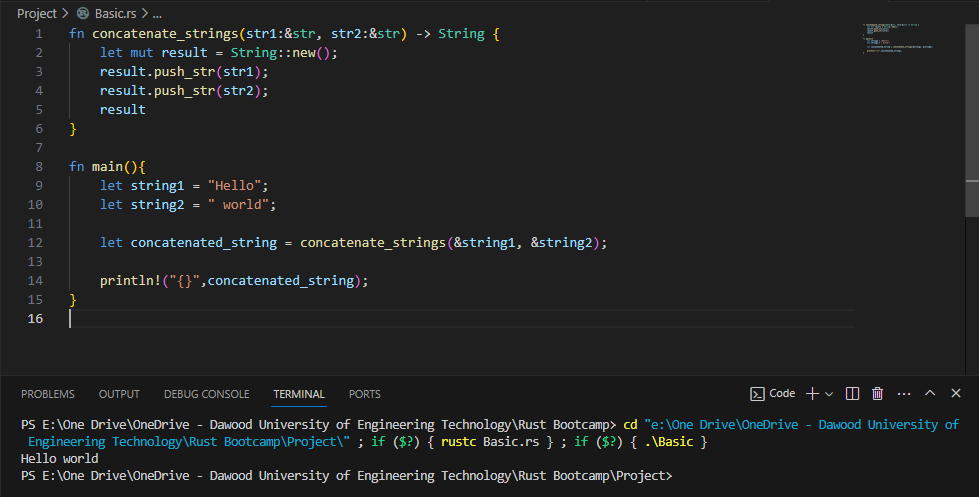 Project > Basic.rs > ...
1 fn concatenate_strings(str1:&str, str2:&str) -> String {
2     let mut result = String::new();
3     result.push_str(str1);
4     result.push_str(str2);
5     result
6 }
7
8 fn main(){
9     let string1 = "Hello";
10     let string2 = " world";
11
12     let concatenated_string = concatenate_strings(&string1, &string2);
13
14     println!("{}",concatenated_string);
15 }
16
PROBLEMS OUTPUT DEBUG CONSOLE TERMINAL PORTS Code
PS E:\One Drive\OneDrive - Dawood University of Engineering Technology\Rust Bootcamp> cd "e:\One Drive\OneDrive - Dawood University of
 Engineering Technology\Rust Bootcamp\Project\" ; if ($?) { rustc Basic.rs } ; if ($?) { .\Basic }
Hello world
PS E:\One Drive\OneDrive - Dawood University of Engineering Technology\Rust Bootcamp\Project>